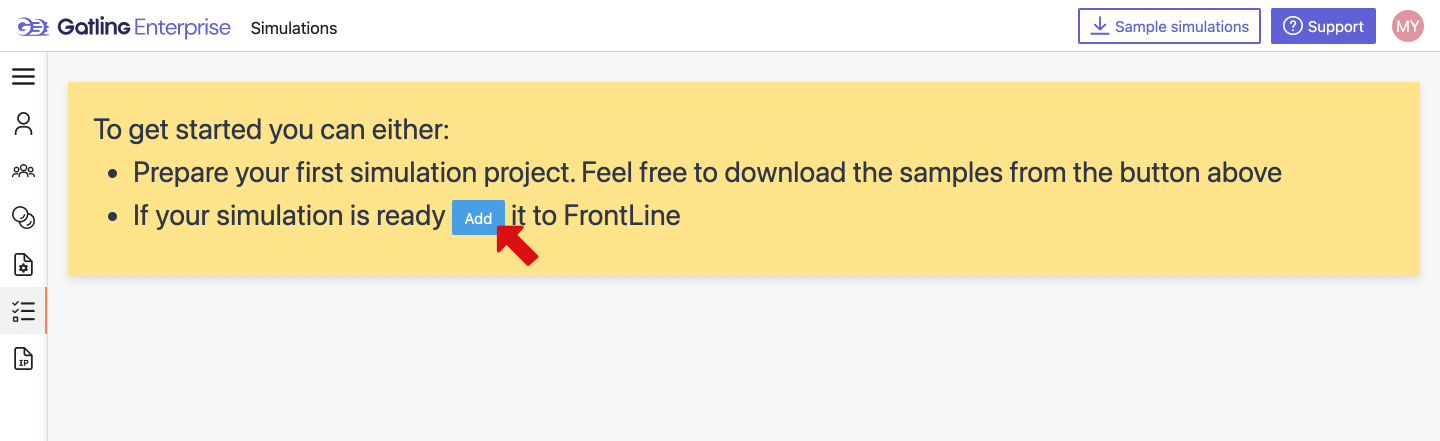 Gatling Enterprise Simulations
Sample simulations
Support
MY
To get started you can either:
Prepare your first simulation project. Feel free to download the samples from the button above
If your simulation is ready Add it to FrontLine
IP